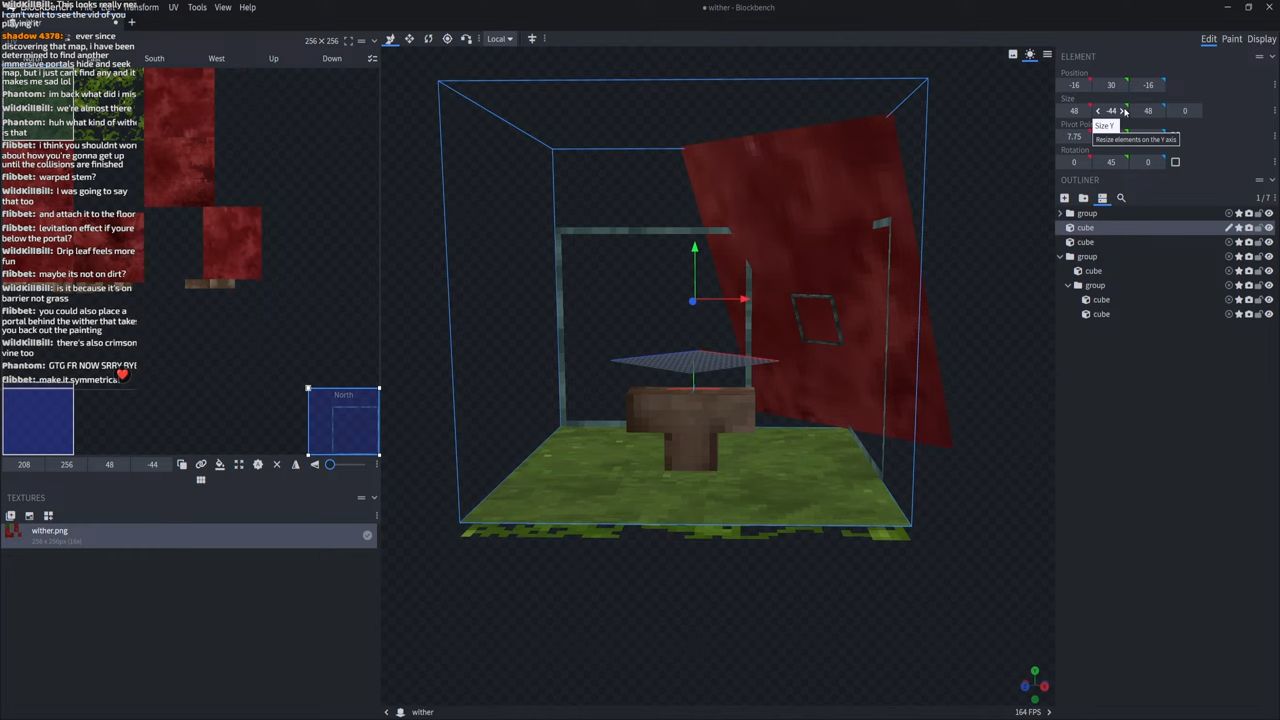 wither - Blockbench
Transform
UV
Tools
View
Help
WildKillBill: This looks really
I can't wait to see the vid of you
playing it
shadow 4378: ever since
discovering that map, i have been
determined to find another
immersive portals hide and seek
map, but i just cant find any and it
makes me sad lol
Phantom: im back what did i mis
WildKillBill: we're almost there
Phantom: huh what kind of
is that
flibbet: i think you shouldnt worr
about how you're gonna get up
until the collisions are finished
flibbet: warped stem?
WildKillBill: I was going to say
that too
flibbet: and attach it to the floor
flibbet: levitation effect if youre
below the portal?
WildKillBill: Drip leaf feels more
fun
flibbet: maybe its not on dirt?
WildKillBill: is it because it's on
barrier not grass
flibbet: you could also place a
portal behind the wither that take
you back out the painting
WildKillBill: there's also crimson
vine too
Phantom: GTG FR NOW SRRY BYE
flibbet: make it symmetrical
256 × 256
South
West
Up
Down
North
208
256
48
-44
TEXTURES
wither.png
256 x 256px (16x)
Local
Edit
Paint
Display
ELEMENT
Position
-16
30
-16
Size
48
-44
48
0
Size Y
Resize elements on the Y axis
Pivot Po
7.75
Rotation
0
45
0
OUTLINER
1/7
group
cube
cube
group
cube
group
cube
cube
wither
164 FPS